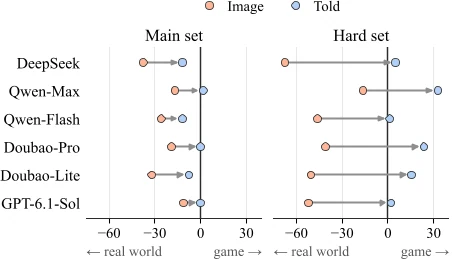 Image Told
Main set Hard set
DeepSeek
Qwen-Max
Qwen-Flash
Doubao-Pro
Doubao-Lite
GPT-6.1-Sol
−60 −30 0 30 −60 −30 0 30
← real world game → ← real world game →